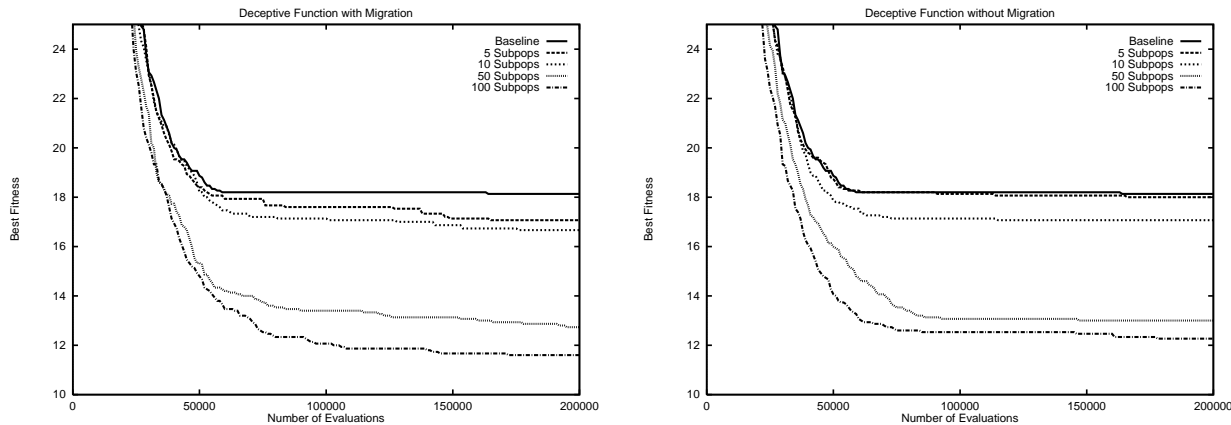 Deceptive Function with Migration
24
22
20
18
16
14
12
10
Best Fitness
Baseline
5 Subpops
10 Subpops
50 Subpops
100 Subpops
0 50000 100000 150000 200000
Number of Evaluations
Deceptive Function without Migration
24
22
20
18
16
14
12
10
Best Fitness
Baseline
5 Subpops
10 Subpops
50 Subpops
100 Subpops
0 50000 100000 150000 200000
Number of Evaluations